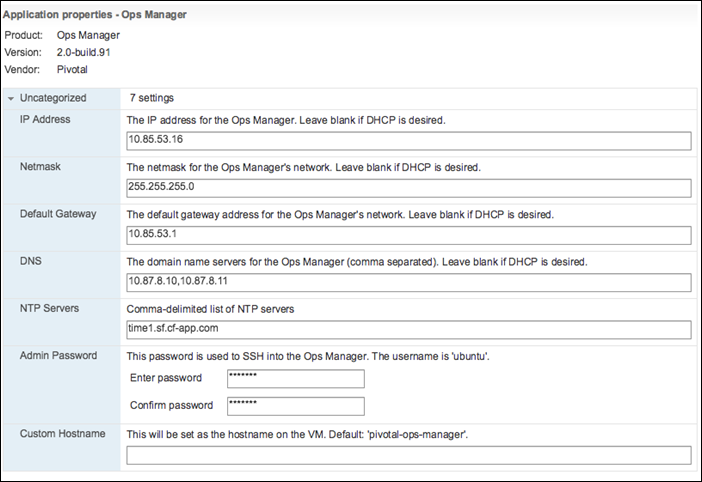 Application properties - Ops Manager
Product: Ops Manager
Version: 2.0-build.91
Vendor: Pivotal
Uncategorized 7 settings
IP Address The IP address for the Ops Manager. Leave blank if DHCP is desired.
10.85.53.16
Netmask The netmask for the Ops Manager's network. Leave blank if DHCP is desired.
255.255.255.0
Default Gateway The default gateway address for the Ops Manager's network. Leave blank if DHCP is desired.
10.85.53.1
DNS The domain name servers for the Ops Manager (comma separated). Leave blank if DHCP is desired.
10.87.8.10,10.87.8.11
NTP Servers Comma-delimited list of NTP servers
time1.sf.cf-app.com
Admin Password This password is used to SSH into the Ops Manager. The username is 'ubuntu'.
Enter password *******
Confirm password *******
Custom Hostname This will be set as the hostname on the VM. Default: 'pivotal-ops-manager'.